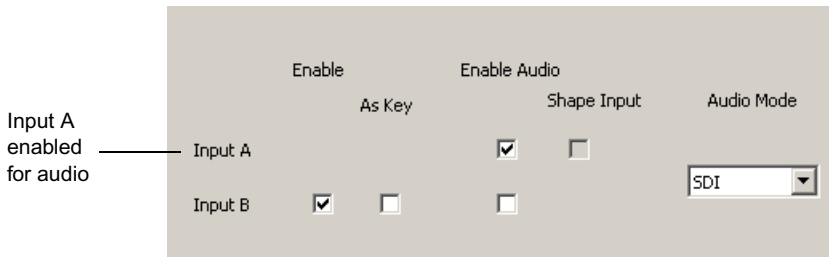 Enable
Enable Audio
As Key
Shape Input
Audio Mode
Input A
enabled
for audio
Input A
SDI
Input B